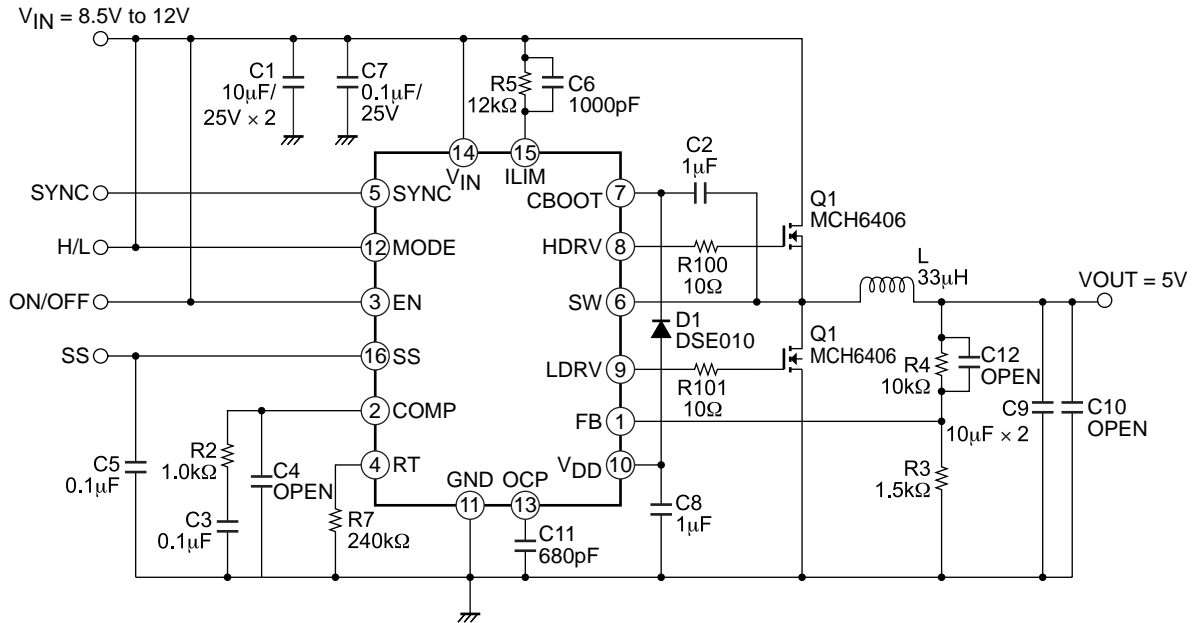 VIN = 8.5V to 12V
C1
10μF/
25V × 2
C7
0.1μF/
25V
R5
12kΩ
C6
1000pF
14
VIN
15
ILIM
SYNC
5
SYNC
H/L
12
MODE
ON/OFF
3
EN
SS
16
SS
2
COMP
4
RT
GND
11
OCP
13
CBOOT
7
HDRV
8
SW
6
LDRV
9
FB
1
VDD
10
C2
1μF
Q1
MCH6406
R100
10Ω
L
33μH
VOUT = 5V
D1
DSE010
Q1
MCH6406
R101
10Ω
R4
10kΩ
C12
OPEN
C9
10μF × 2
C10
OPEN
R3
1.5kΩ
C8
1μF
C5
0.1μF
R2
1.0kΩ
C4
OPEN
C3
0.1μF
R7
240kΩ
C11
680pF